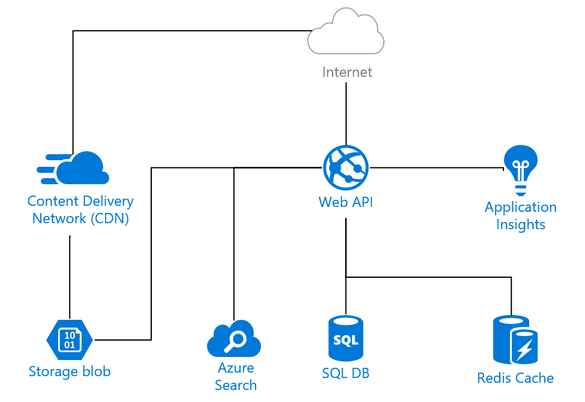 Internet
Content Delivery
Network (CDN)
Web API
Application
Insights
10
01
Storage blob
Azure
Search
SQL
SQL DB
Redis Cache